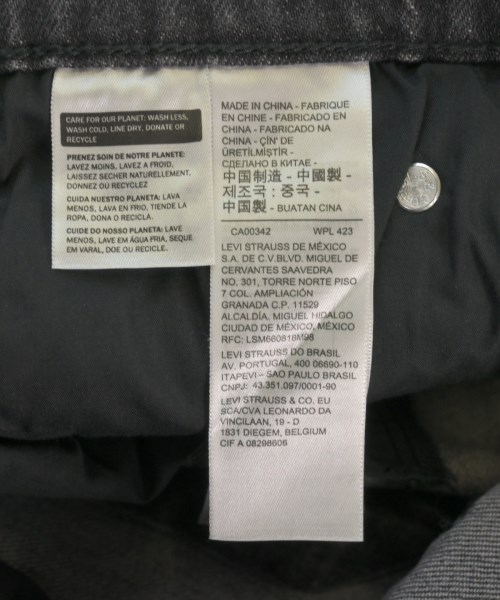 CARE FOR OUR PLANET: WASH LESS,
WASH COLD, LINE DRY, DONATE OR
RECYCLE
PRENEZ SOIN DE NOTRE PLANETE:
LAVEZ MOINS, LAVEZ A FROID,
LAISSEZ SECHER NATURELLEMENT.
DONNEZ OU RECYCLEZ
CUIDA NUESTRO PLANETA: LAVA
MENOS, LAVA EN FRIO, TIENDE LA
ROPA, DONA O RECICLA.
CUIDE DO NOSSO PLANETA: LAVE
MENOS, LAVE EM ÁGUA FRIA, SEQUE
EM VARAL, DOE OU RECICLE.
MADE IN CHINA - FABRIQUE
EN CHINE - FABRICADO EN
CHINA - FABRICADO NA
CHINA - ÇİN' DE
ÜRETİLMİŞTİR -
СДЕЛАНО В КИТАЕ -
中国制造 - 中國製 -
제조국 : 중국 -
中国製 - BUATAN CINA
CA00342 WPL 423
LEVI STRAUSS DE MÉXICO
S.A. DE C.V.BLVD. MIGUEL DE
CERVANTES SAAVEDRA
NO. 301, TORRE NORTE PISO
7 COL. AMPLIACIÓN
GRANADA C.P. 11529
ALCALDÍA, MIGUEL HIDALGO
CIUDAD DE MÉXICO, MÉXICO
RFC: LSM660818M98
LEVI STRAUSS DO BRASIL
AV. PORTUGAL, 400 06690-110
ITAPEVI – SAO PAULO BRASIL
CNPJ: 43.351.097/0001-90
LEVI STRAUSS & CO. EU
SCA/CVA LEONARDO DA
VINCILAAN, 19 - D
1831 DIEGEM, BELGIUM
CIF A 08298606